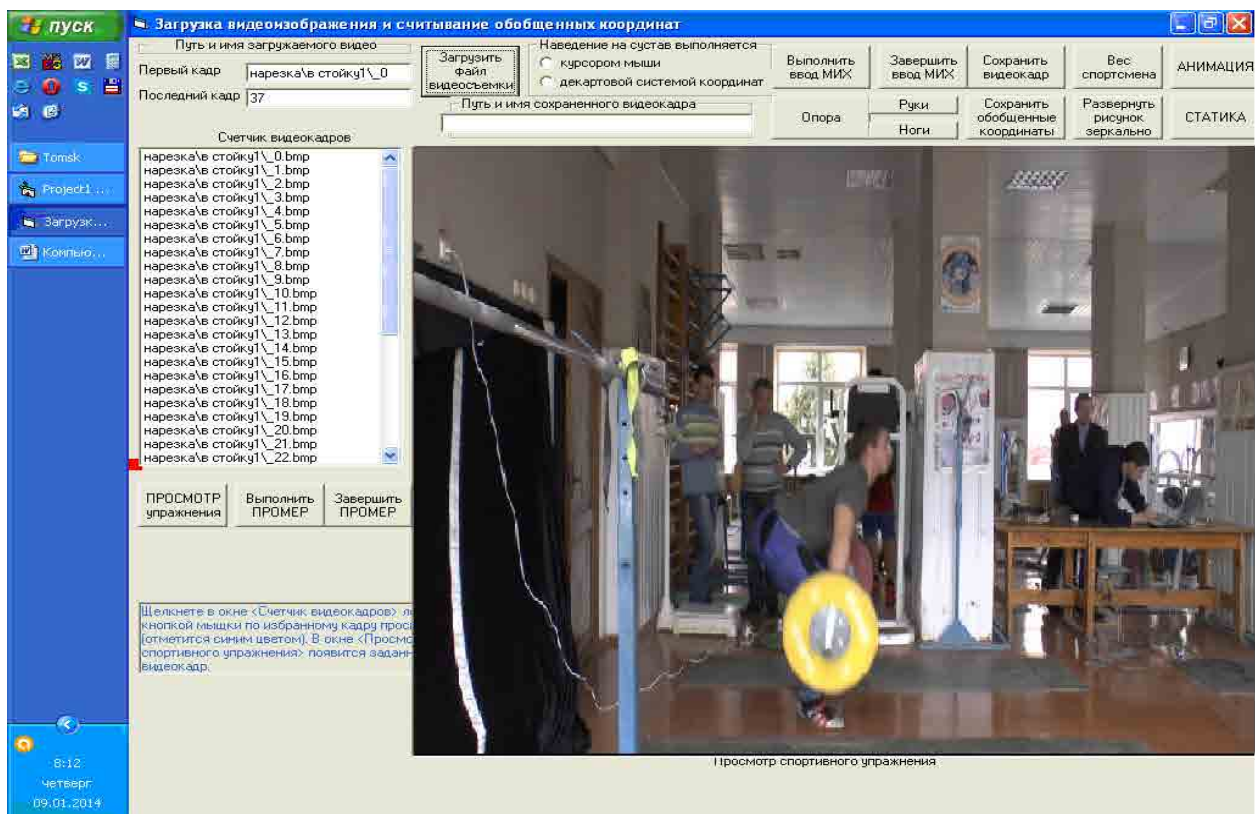 пуск
Загрузка видеоизображения и считывание обобщенных координат
Путь и имя загружаемого видео
Первый кадр
нарезка\в стойку1\_0
Последний кадр
37
Загрузить
файл
видеосъемки
Наведение на сустав выполняется
курсором мыши
декартовой системой координат
Путь и имя сохраненного видеокадра
Выполнить
ввод МИХ
Завершить
ввод МИХ
Сохранить
видеокадр
Вес
спортсмена
АНИМАЦИЯ
Опора
Руки
Ноги
Сохранить
обобщенные
координаты
Развернуть
рисунок
зеркально
СТАТИКА
Tomsk
Project1 ...
Загрузк...
Компью...
Счетчик видеокадров
нарезка\в стойку1\_0.bmp
нарезка\в стойку1\_1.bmp
нарезка\в стойку1\_2.bmp
нарезка\в стойку1\_3.bmp
нарезка\в стойку1\_4.bmp
нарезка\в стойку1\_5.bmp
нарезка\в стойку1\_6.bmp
нарезка\в стойку1\_7.bmp
нарезка\в стойку1\_8.bmp
нарезка\в стойку1\_9.bmp
нарезка\в стойку1\_10.bmp
нарезка\в стойку1\_11.bmp
нарезка\в стойку1\_12.bmp
нарезка\в стойку1\_13.bmp
нарезка\в стойку1\_14.bmp
нарезка\в стойку1\_15.bmp
нарезка\в стойку1\_16.bmp
нарезка\в стойку1\_17.bmp
нарезка\в стойку1\_18.bmp
нарезка\в стойку1\_19.bmp
нарезка\в стойку1\_20.bmp
нарезка\в стойку1\_21.bmp
нарезка\в стойку1\_22.bmp
ПРОСМОТР
упражнения
Выполнить
ПРОМЕР
Завершить
ПРОМЕР
Щелкнете в окне <Счетчик видеокадров> ле
кнопкой мышки по избранному кадру прос
(отметится синим цветом). В окне <Просмо
спортивного упражнения> появится заданн
видеокадр.
Просмотр спортивного упражнения
8:12
четверг
09.01.2014